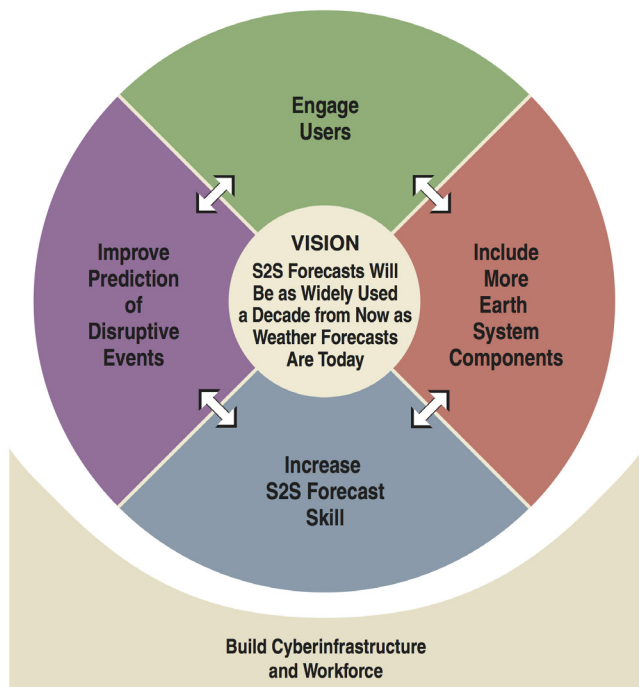 Engage
Users
Improve
Prediction
of
Disruptive
Events
VISION
S2S Forecasts Will
Be as Widely Used
a Decade from Now as
Weather Forecasts
Are Today
Include
More
Earth
System
Components
Increase
S2S Forecast
Skill
Build Cyberinfrastructure
and Workforce